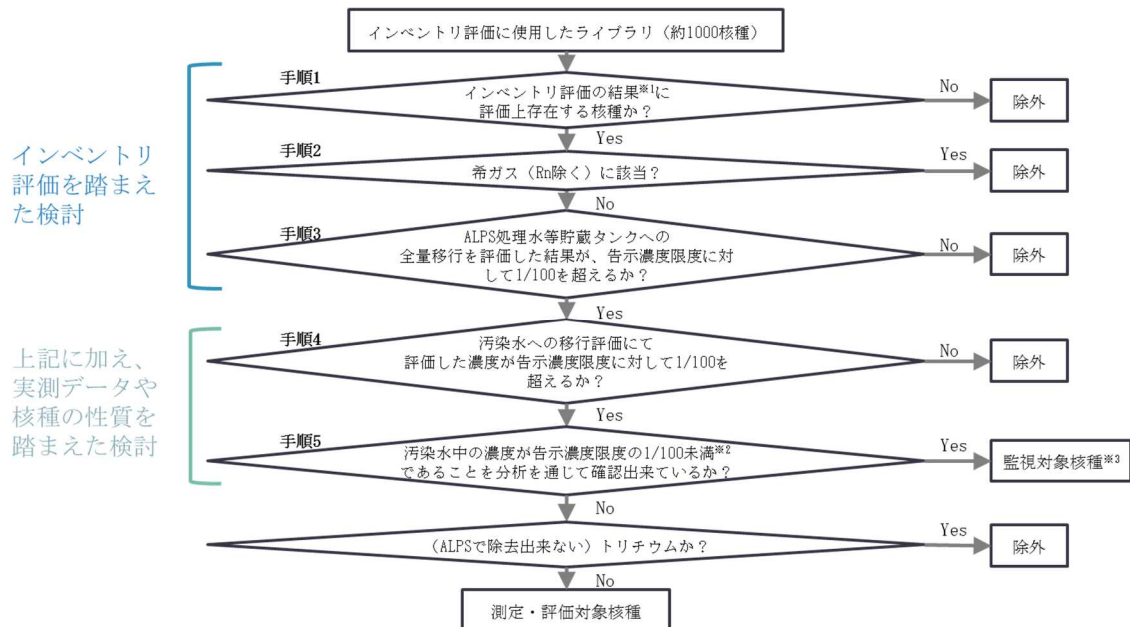 インベントリ評価に使用したライブラリ（約1000核種）
手順1
インベントリ評価の結果※1に
評価上存在する核種か？
No
除外
Yes
手順2
希ガス（Rn除く）に該当？
Yes
除外
No
インベントリ
評価を踏まえ
た検討
手順3
ALPS処理水等貯蔵タンクへの
全量移行を評価した結果が、告示濃度限度に対
して1/100を超えるか？
No
除外
Yes
手順4
汚染水への移行評価にて
評価した濃度が告示濃度限度に対して1/100を
超えるか？
No
除外
Yes
上記に加え、
実測データや
核種の性質を
踏まえた検討
手順5
汚染水中の濃度が告示濃度限度の1/100未満※2
であることを分析を通じて確認出来ているか？
Yes
監視対象核種※3
No
（ALPSで除去出来ない）トリチウムか？
Yes
除外
No
測定・評価対象核種